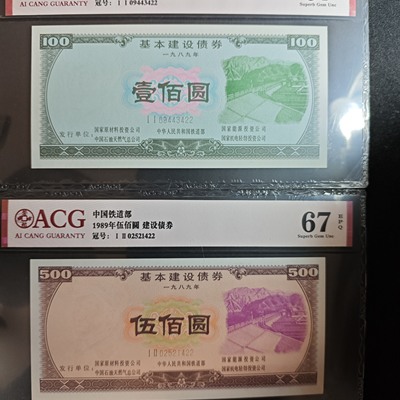 AI CANG GUARANTY 冠号: I I 09443422 Superb Gem Unc
100 基本建设债券 100
一九八九年
壹佰圆
I I 09443422
发行单位: 国家原材料投资公司 中华人民共和国铁道部 国家能源投资公司
中国石油天然气总公司 国家机电轻纺投资公司
ACG 中国铁道部 67 EPQ
1989年伍佰圆 建设债券
AI CANG GUARANTY 冠号: I II 02521422 Superb Gem Unc
500 基本建设债券 500
一九八九年
伍佰圆
I II 02521422
发行单位: 国家原材料投资公司 中华人民共和国铁道部 国家能源投资公司
中国石油天然气总公司 国家机电轻纺投资公司